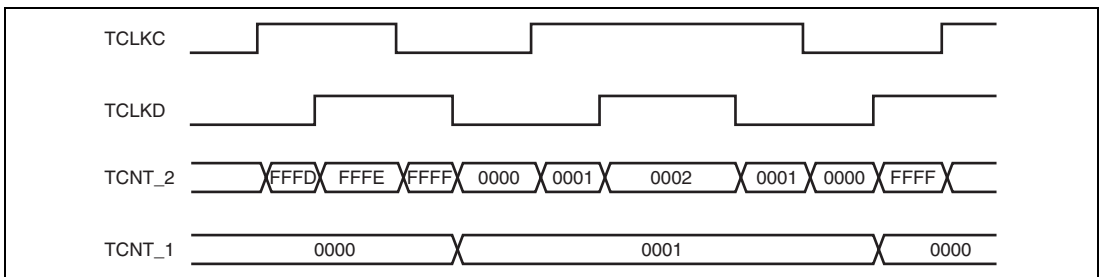 TCLKC
TCLKD
TCNT_2 FFFD FFFE FFFF 0000 0001 0002 0001 0000 FFFF
TCNT_1 0000 0001 0000